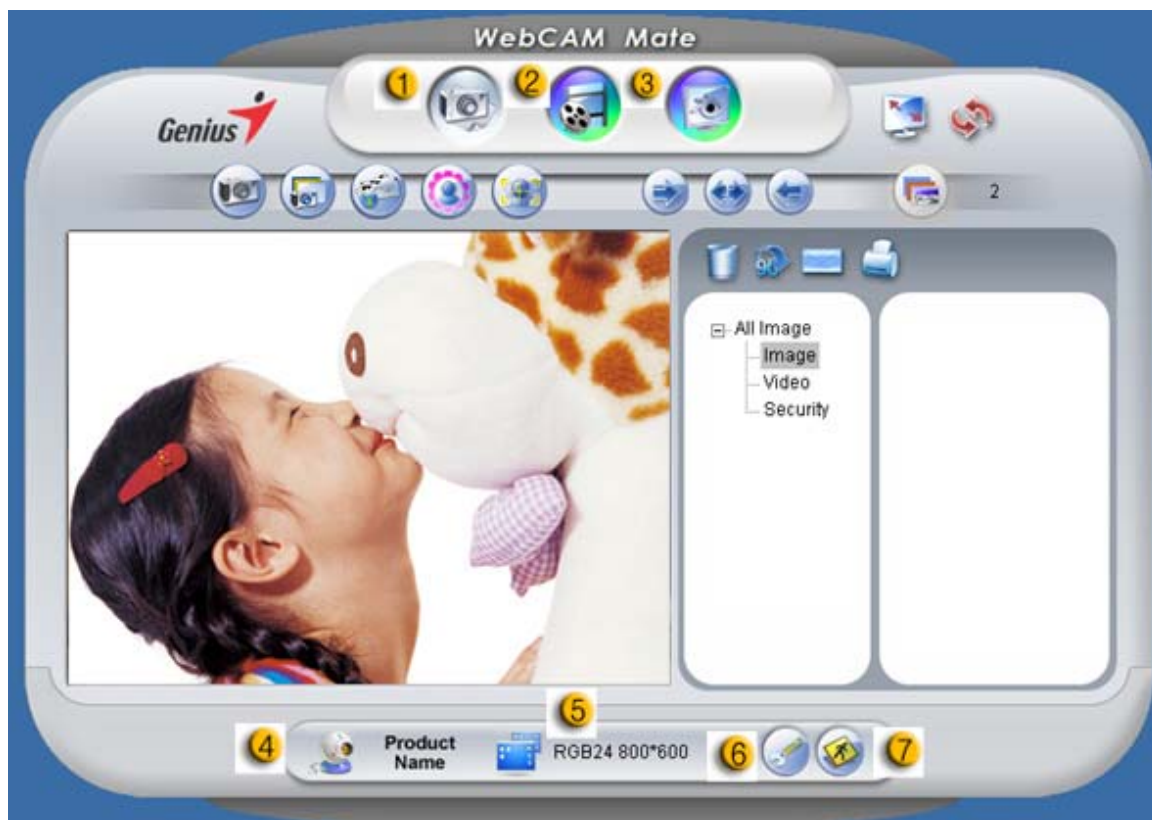 WebCAM Mate
1 2 3
Genius
2
90
All Image
Image
Video
Security
5
4 Product Name RGB24 800*600 6 7